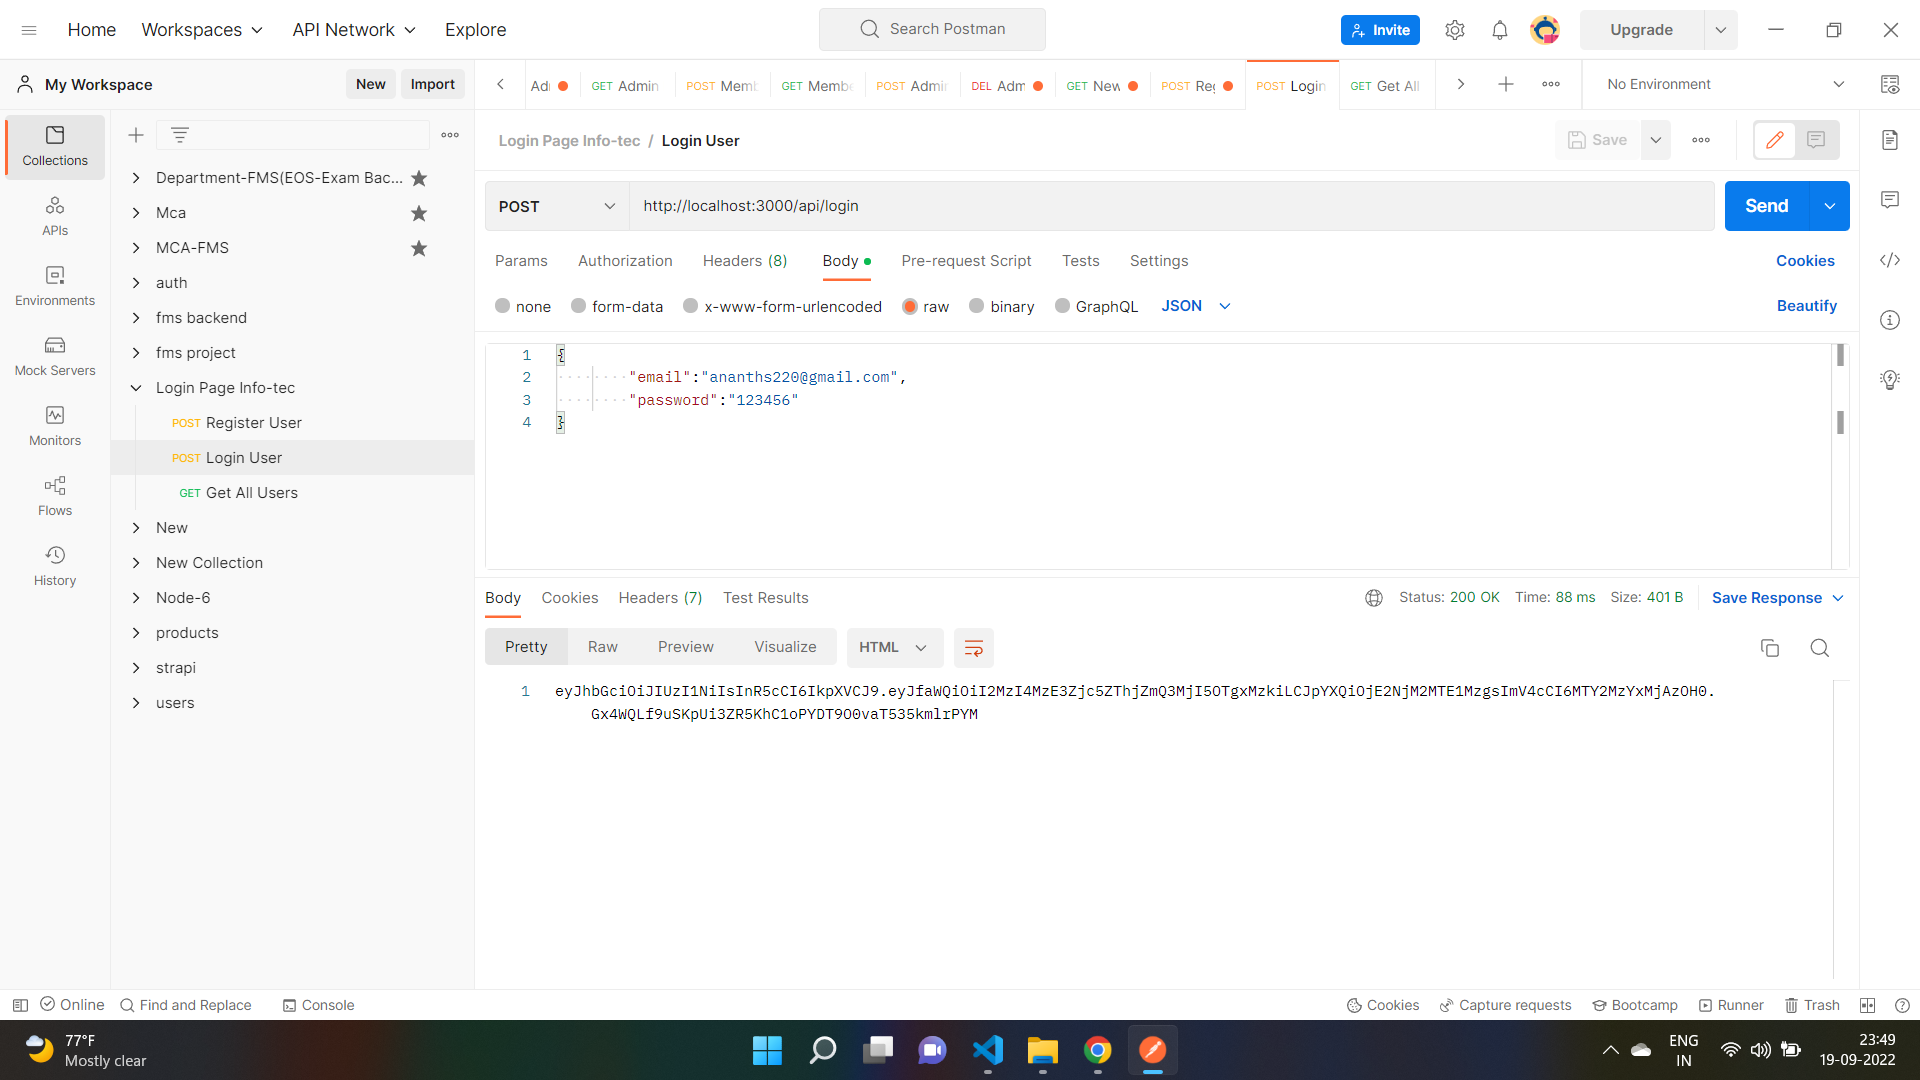 Home Workspaces API Network Explore
Search Postman
Invite Upgrade
My Workspace New Import
GET Admin POST Memb GET Membe POST Admi DEL Adm GET New POST Reg POST Login GET Get All No Environment
Collections
APIs
Environments
Mock Servers
Monitors
Flows
History
Department-FMS(EOS-Exam Bac...
Mca
MCA-FMS
auth
fms backend
fms project
Login Page Info-tec
POST Register User
POST Login User
GET Get All Users
New
New Collection
Node-6
products
strapi
users
Login Page Info-tec / Login User Save
POST http://localhost:3000/api/login Send
Params Authorization Headers (8) Body Pre-request Script Tests Settings Cookies
none form-data x-www-form-urlencoded raw binary GraphQL JSON Beautify
1 {
2 "email":"ananths220@gmail.com",
3 "password":"123456"
4 }
Body Cookies Headers (7) Test Results Status: 200 OK Time: 88 ms Size: 401 B Save Response
Pretty Raw Preview Visualize HTML
1 eyJhbGciOiJIUzI1NiIsInR5cCI6IkpXVCJ9.eyJfaWQiOiI2MzI4MzE3Zjc5ZThjZmQ3MjI5OTgxMzkiLCJpYXQiOjE2NjM2MTE1MzgsImV4cCI6MTY2MzYxMjAzOH0.
Gx4WQLf9uSKpUi3ZR5KhC1oPYDT9O0vaT535kmlrPYM
Online Find and Replace Console Cookies Capture requests Bootcamp Runner Trash
77°F
Mostly clear
ENG
IN
23:49
19-09-2022